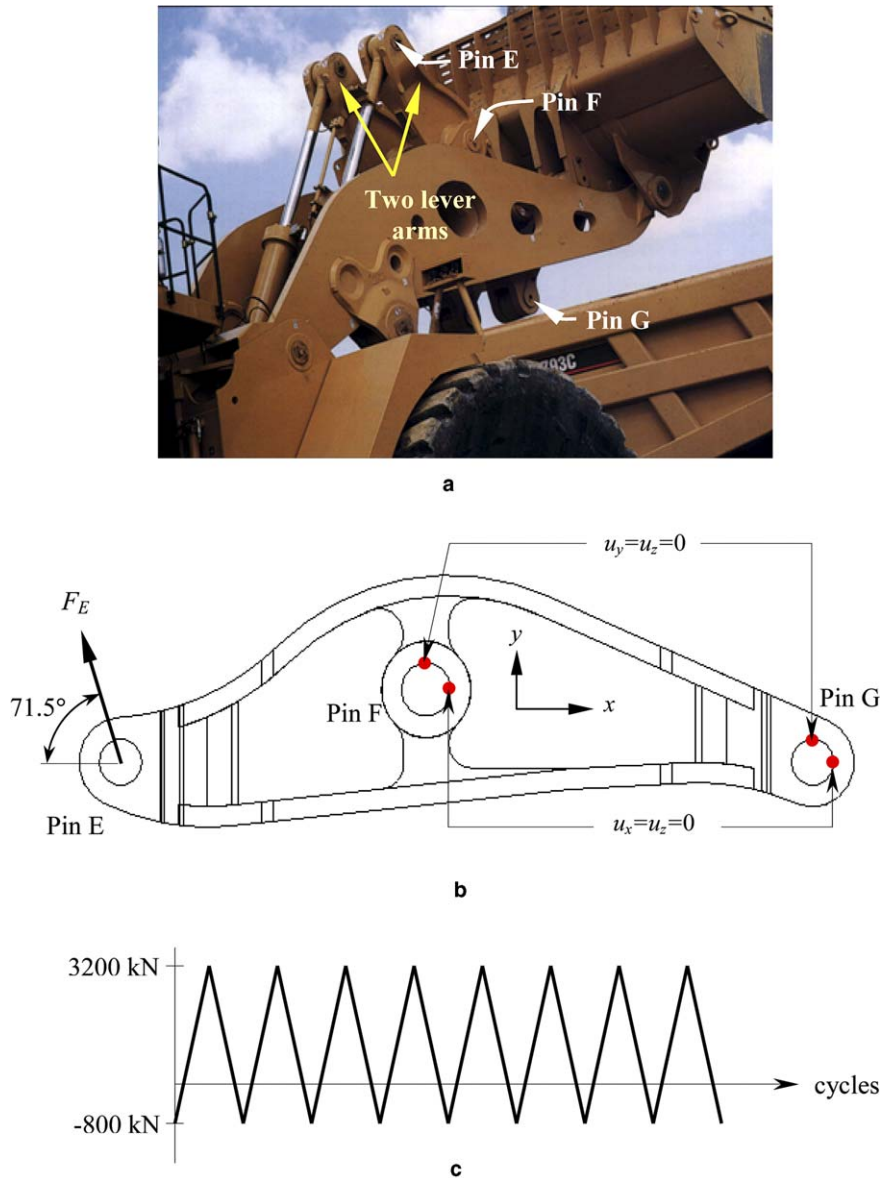 Pin E
Pin F
Two lever
arms
Pin G
793C
a
u_y=u_z=0
F_E
71.5°
y
x
Pin F
Pin G
Pin E
u_x=u_z=0
b
3200 kN
-800 kN
cycles
c